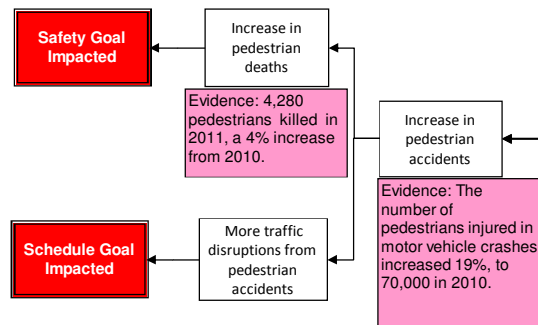 Safety Goal
Impacted
Increase in
pedestrian
deaths
Evidence: 4,280
pedestrians killed in
2011, a 4% increase
from 2010.
Increase in
pedestrian
accidents
Evidence: The
number of
pedestrians injured in
motor vehicle crashes
increased 19%, to
70,000 in 2010.
Schedule Goal
Impacted
More traffic
disruptions from
pedestrian
accidents